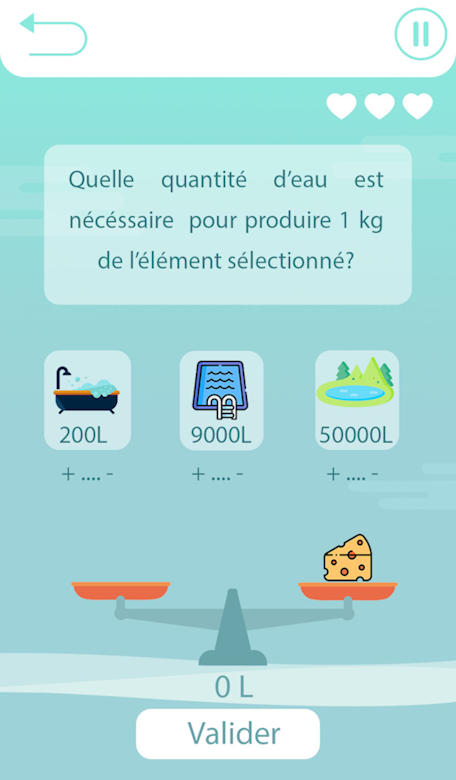 Quelle quantité d'eau est
nécéssaire pour produire 1 kg
de l'élément sélectionné?
200L 9000L 50000L
+ .... - + .... - + .... -
0 L
Valider